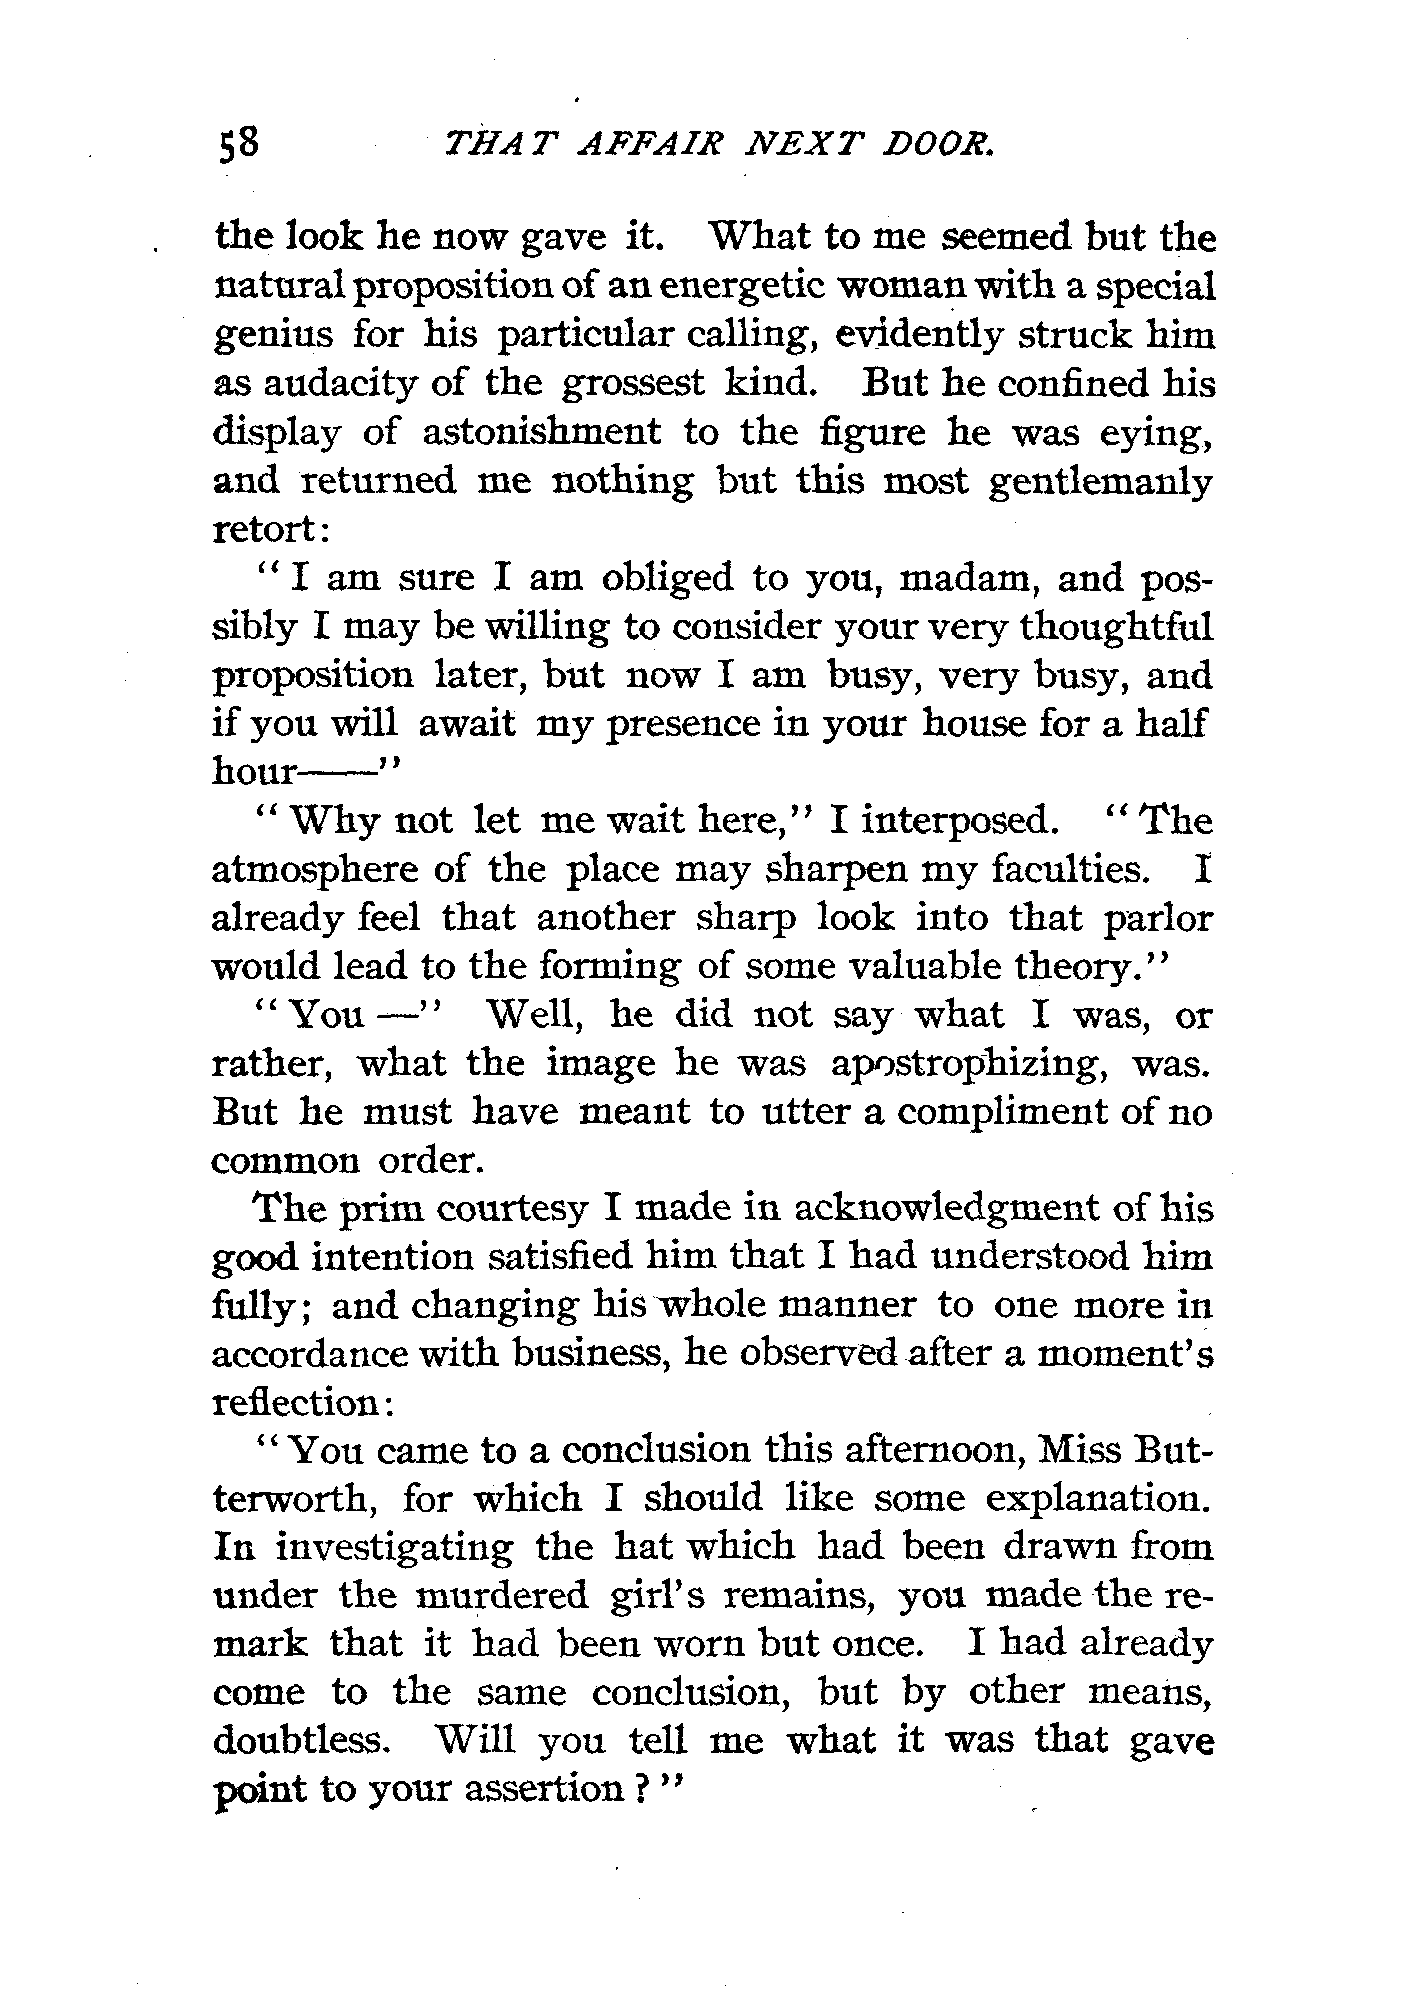 58 THAT AFFAIR NEXT DOOR.
the look he now gave it. What to me seemed but the
natural proposition of an energetic woman with a special
genius for his particular calling, evidently struck him
as audacity of the grossest kind. But he confined his
display of astonishment to the figure he was eying,
and returned me nothing but this most gentlemanly
retort:
“I am sure I am obliged to you, madam, and pos-
sibly I may be willing to consider your very thoughtful
proposition later, but now I am busy, very busy, and
if you will await my presence in your house for a half
hour——”
“Why not let me wait here,” I interposed. “The
atmosphere of the place may sharpen my faculties. I
already feel that another sharp look into that parlor
would lead to the forming of some valuable theory.”
“You —” Well, he did not say what I was, or
rather, what the image he was apostrophizing, was.
But he must have meant to utter a compliment of no
common order.
The prim courtesy I made in acknowledgment of his
good intention satisfied him that I had understood him
fully; and changing his whole manner to one more in
accordance with business, he observed after a moment's
reflection:
“You came to a conclusion this afternoon, Miss But-
terworth, for which I should like some explanation.
In investigating the hat which had been drawn from
under the murdered girl's remains, you made the re-
mark that it had been worn but once. I had already
come to the same conclusion, but by other means,
doubtless. Will you tell me what it was that gave
point to your assertion?”